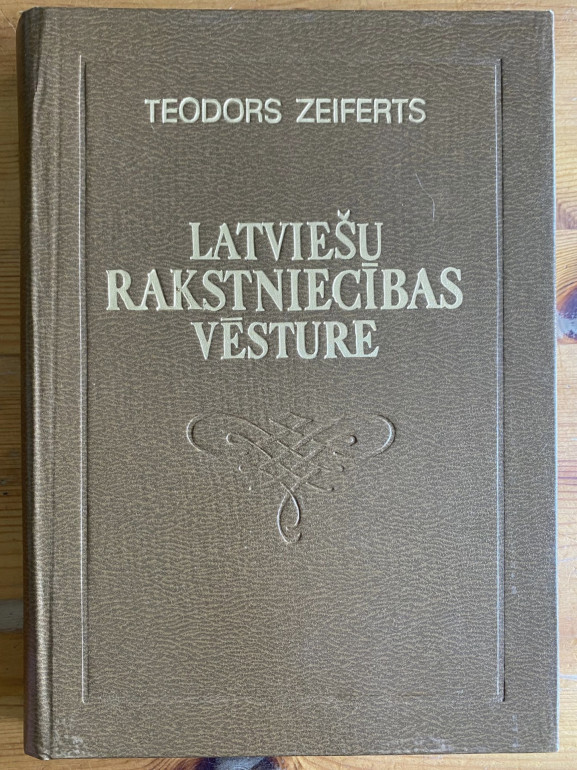 TEODORS ZEIFERTS
LATVIEŠU
RAKSTNIECĪBAS
VĒSTURE